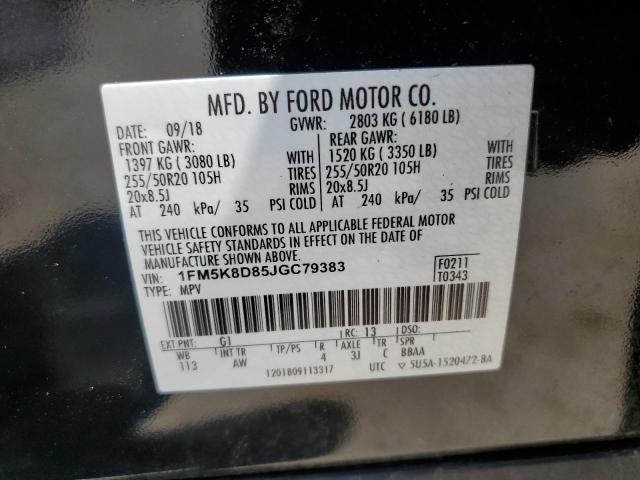 MFD. BY FORD MOTOR CO.
DATE: 09/18 GVWR: 2803 KG ( 6180 LB)
FRONT GAWR: REAR GAWR:
1397 KG ( 3080 LB) WITH 1520 KG ( 3350 LB) WITH
255/50R20 105H TIRES 255/50R20 105H TIRES
20x8.5J RIMS 20x8.5J RIMS
AT 240 kPa/ 35 PSI COLD AT 240 kPa/ 35 PSI COLD
THIS VEHICLE CONFORMS TO ALL APPLICABLE FEDERAL MOTOR
VEHICLE SAFETY AND BUMPER STANDARDS IN EFFECT ON THE DATE OF
MANUFACTURE SHOWN ABOVE.
VIN: 1FM5K8D85JGC79383 F0211
TYPE: MPV T0343
EXT PNT: G1 RC: 13 DSO:
WB INT TR TP/PS R AXLE TR SPR
113 AW 4 3J C BBAA
1201809113317 UTC ▽ 5U5A-1520472-BA